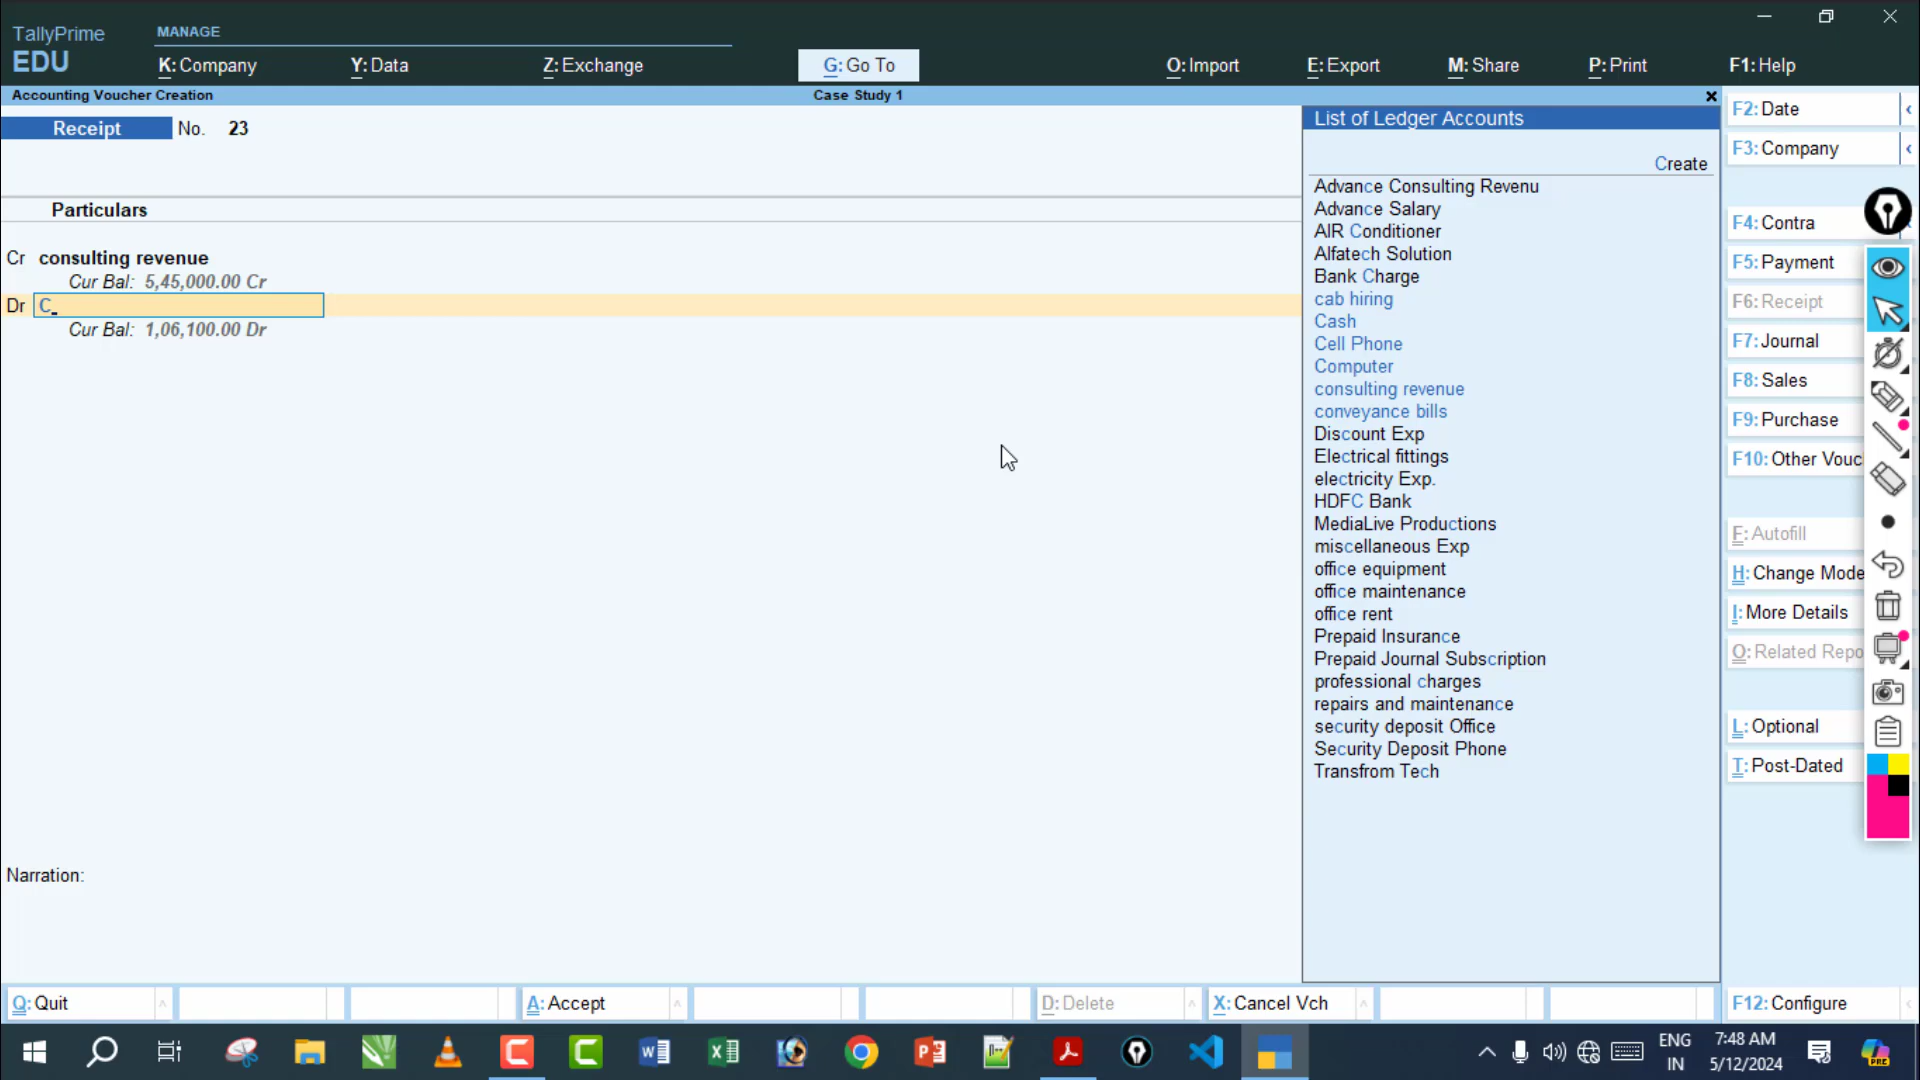 TallyPrime
EDU
MANAGE
K: Company
Y: Data
Z: Exchange
G: Go To
O: Import
E: Export
M: Share
P: Print
F1: Help
Accounting Voucher Creation
Case Study 1
Receipt No. 23
Particulars
Cr consulting revenue
Cur Bal: 5,45,000.00 Cr
Dr C
Cur Bal: 1,06,100.00 Dr
Narration:
List of Ledger Accounts
Create
Advance Consulting Revenu
Advance Salary
AIR Conditioner
Alfatech Solution
Bank Charge
cab hiring
Cash
Cell Phone
Computer
consulting revenue
conveyance bills
Discount Exp
Electrical fittings
electricity Exp.
HDFC Bank
MediaLive Productions
miscellaneous Exp
office equipment
office maintenance
office rent
Prepaid Insurance
Prepaid Journal Subscription
professional charges
repairs and maintenance
security deposit Office
Security Deposit Phone
Transfrom Tech
F2: Date
F3: Company
F4: Contra
F5: Payment
F6: Receipt
F7: Journal
F8: Sales
F9: Purchase
F10: Other Vouc
F: Autofill
H: Change Mode
I: More Details
O: Related Repo
L: Optional
T: Post-Dated
F12: Configure
Q: Quit
A: Accept
D: Delete
X: Cancel Vch
ENG
IN
7:48 AM
5/12/2024